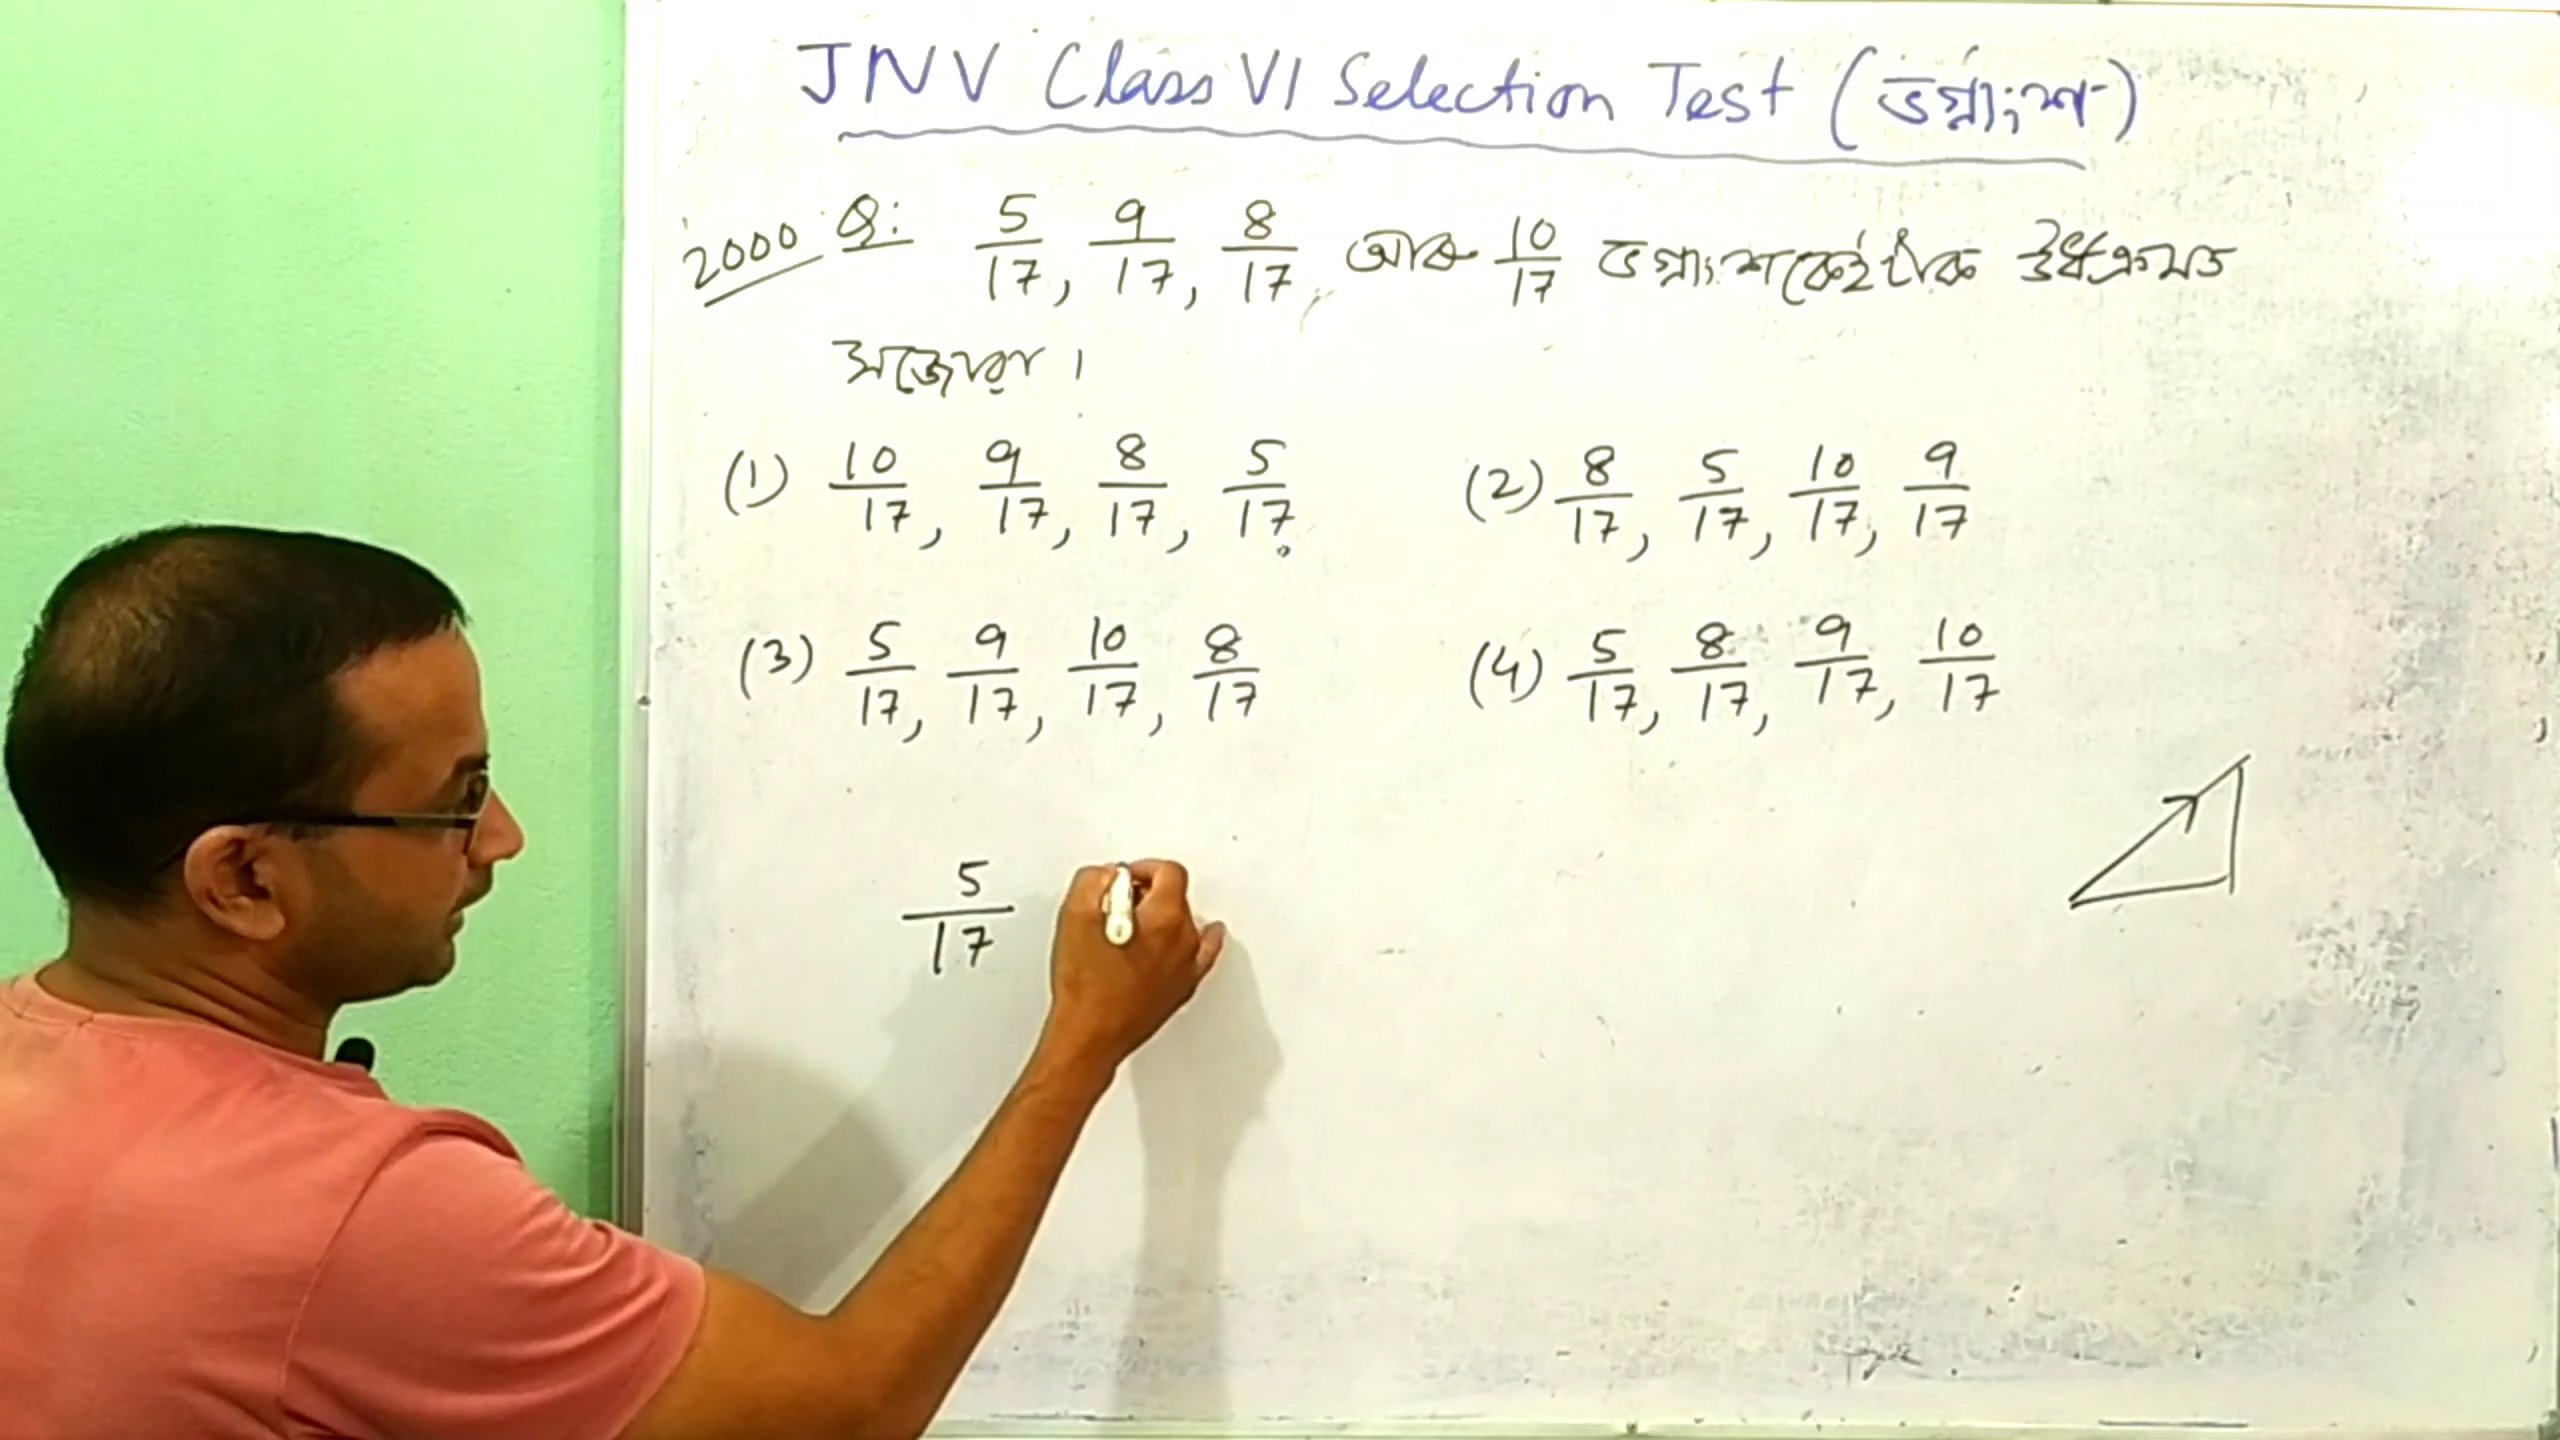 JNV Class VI Selection Test (ভগ্নাংশ)
2000 Q: 5/17, 9/17, 8/17, আৰু 10/17 ভগ্নাংশকেইটাক উৰ্ধক্ৰমত
সজোৱা।
(1) 10/17, 9/17, 8/17, 5/17. (2) 8/17, 5/17, 10/17, 9/17
(3) 5/17, 9/17, 10/17, 8/17 (4) 5/17, 8/17, 9/17, 10/17
5/17